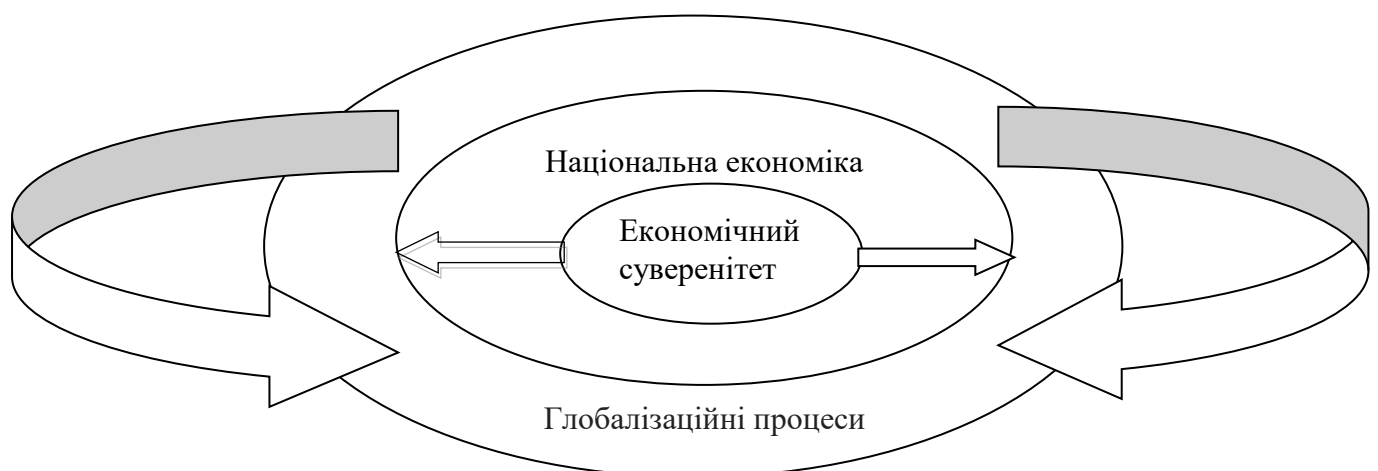 Національна економіка
Економічний
суверенітет
Глобалізаційні процеси